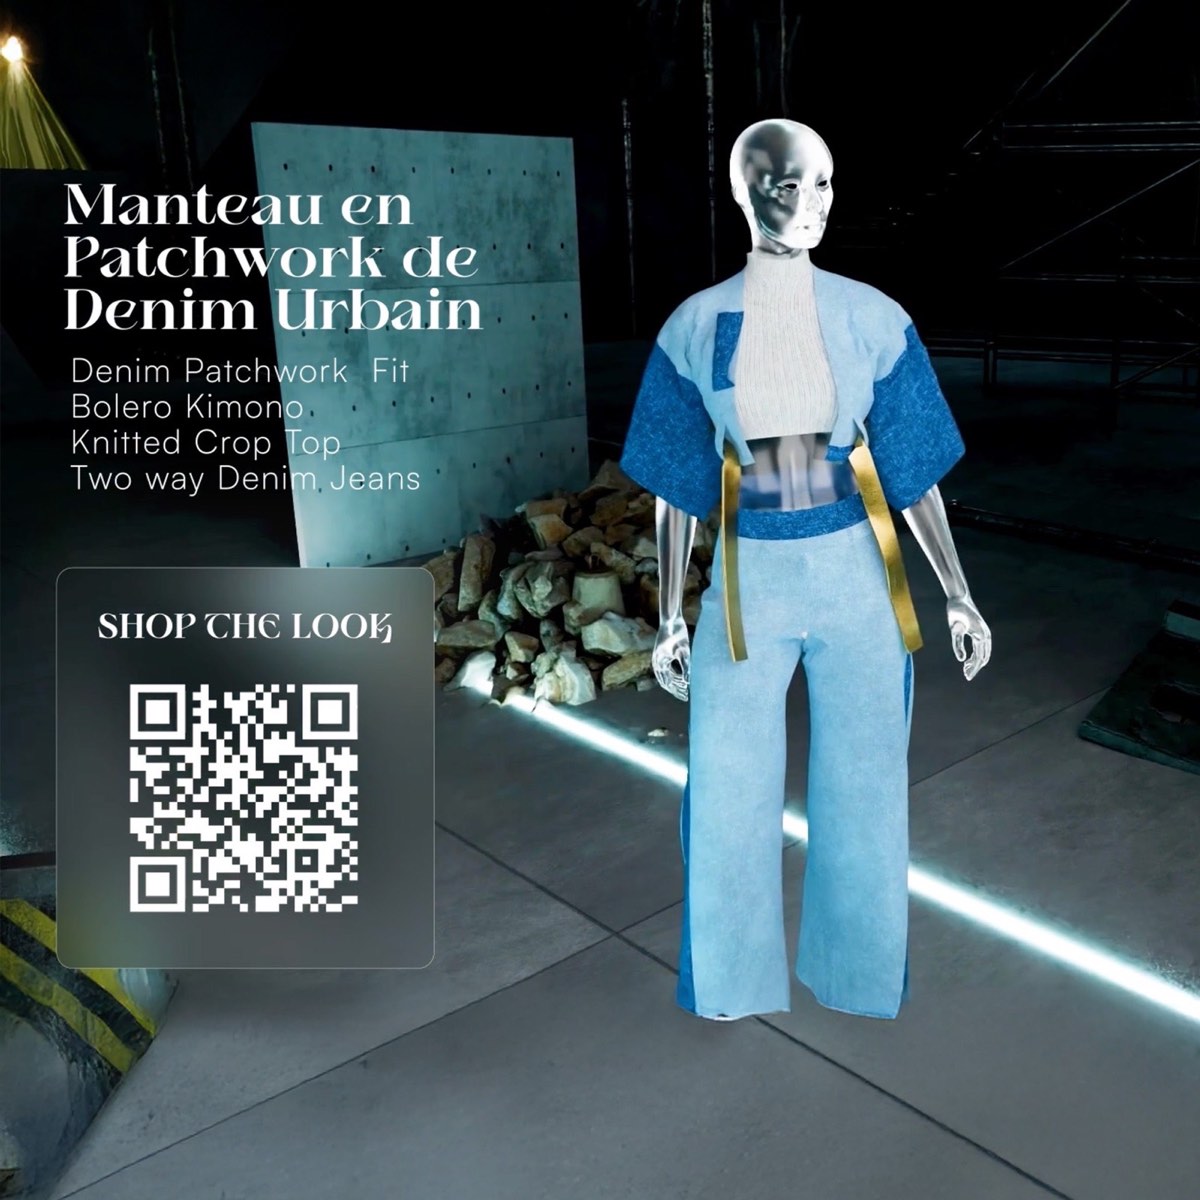 Manteau en
Patchwork de
Denim Urbain
Denim Patchwork  Fit
Bolero Kimono
Knitted Crop Top
Two way Denim Jeans
SHOP THE LOOK